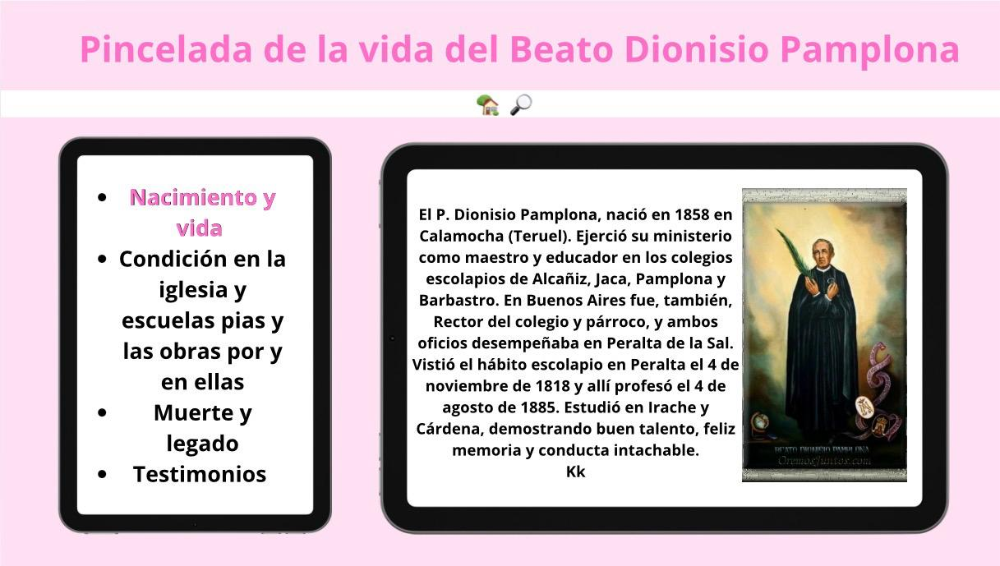 Pincelada de la vida del Beato Dionisio Pamplona
Nacimiento y
vida
Condición en la
iglesia y
escuelas pias y
las obras por y
en ellas
Muerte y
legado
Testimonios
El P. Dionisio Pamplona, nació en 1858 en
Calamocha (Teruel). Ejerció su ministerio
como maestro y educador en los colegios
escolapios de Alcañiz, Jaca, Pamplona y
Barbastro. En Buenos Aires fue, también,
Rector del colegio y párroco, y ambos
oficios desempeñaba en Peralta de la Sal.
Vistió el hábito escolapio en Peralta el 4 de
noviembre de 1818 y allí profesó el 4 de
agosto de 1885. Estudió en Irache y
Cárdena, demostrando buen talento, feliz
memoria y conducta intachable.
Kk
BEATO DIONISIO PAMPLONA
OremosJuntos.com